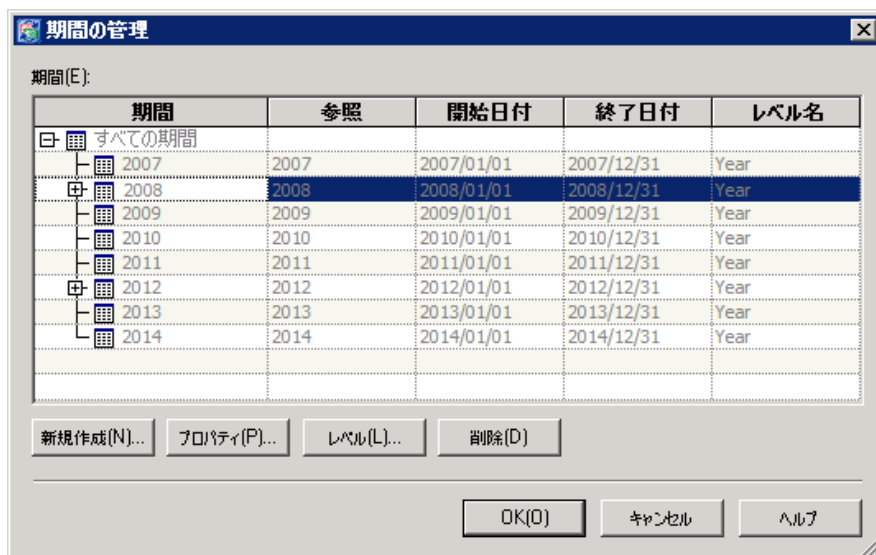 期間の管理
期間(E):
期間 参照 開始日付 終了日付 レベル名
すべての期間
2007 2007 2007/01/01 2007/12/31 Year
2008 2008 2008/01/01 2008/12/31 Year
2009 2009 2009/01/01 2009/12/31 Year
2010 2010 2010/01/01 2010/12/31 Year
2011 2011 2011/01/01 2011/12/31 Year
2012 2012 2012/01/01 2012/12/31 Year
2013 2013 2013/01/01 2013/12/31 Year
2014 2014 2014/01/01 2014/12/31 Year
新規作成(N)... プロパティ(P)... レベル(L)... 削除(D)
OK(O) キャンセル ヘルプ